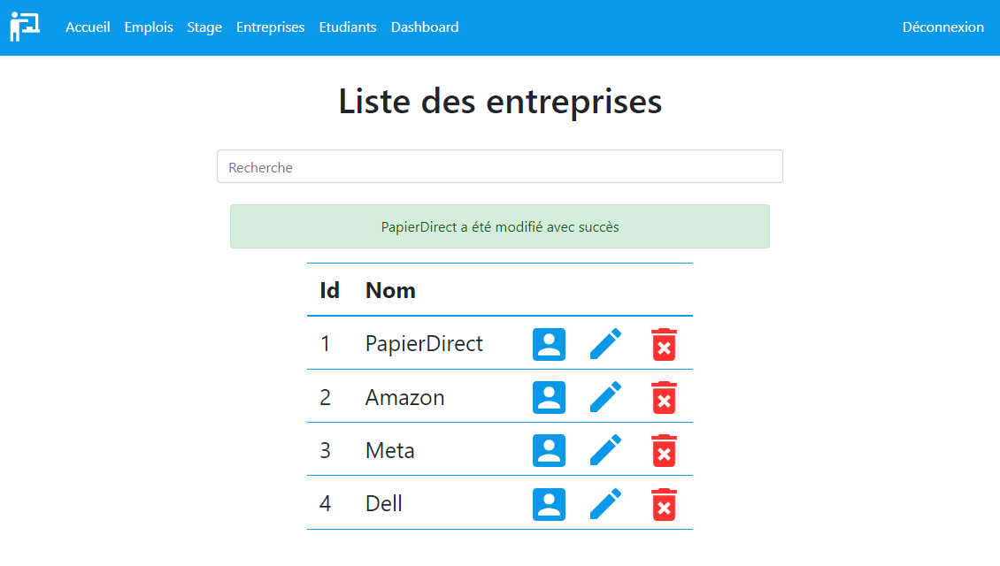 Accueil Emplois Stage Entreprises Etudiants Dashboard Déconnexion
Liste des entreprises
Recherche
PapierDirect a été modifié avec succès
Id Nom
1 PapierDirect
2 Amazon
3 Meta
4 Dell